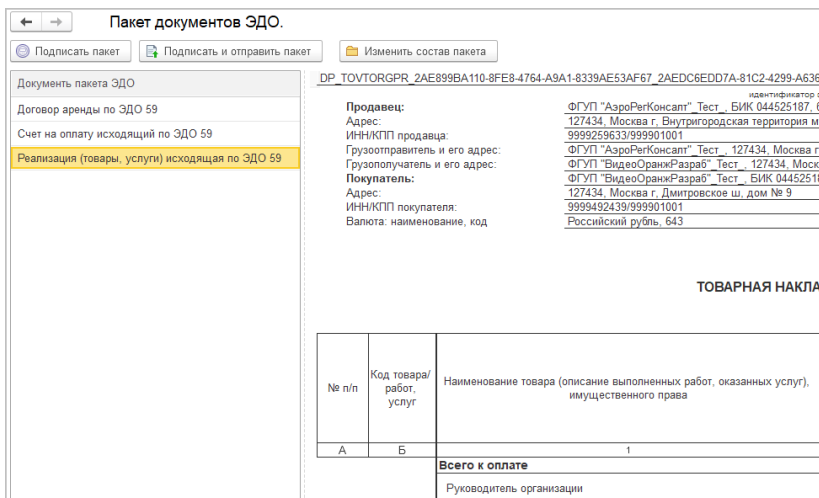 Пакет документов ЭДО.
Подписать пакет
Подписать и отправить пакет
Изменить состав пакета
Документь пакета ЭДО
Договор аренды по ЭДО 59
Счет на оплату исходящий по ЭДО 59
Реализация (товары, услуги) исходящая по ЭДО 59
DP_TOVTORGPR_2AE899BA110-8FE8-4764-A9A1-8339AE53AF67_2AEDC6EDD7A-81C2-4299-A636
идентификатор
Продавец: ФГУП "АэроРегКонсалт"_Тест_, БИК 044525187,
Адрес: 127434, Москва г, Внутригородская территория м
ИНН/КПП продавца: 9999259633/999901001
Грузоотправитель и его адрес: ФГУП "АэроРегКонсалт"_Тест_, 127434, Москва г
Грузополучатель и его адрес: ФГУП "ВидеоОранжРазраб"_Тест_, 127434, Моск
Покупатель: ФГУП "ВидеоОранжРазраб"_Тест_, БИК 04452518
Адрес: 127434, Москва г, Дмитровское ш, дом № 9
ИНН/КПП покупателя: 9999492439/999901001
Валюта: наименование, код Российский рубль, 643
ТОВАРНАЯ НАКЛА
№ п/п
Код товара/
работ,
услуг
Наименование товара (описание выполненных работ, оказанных услуг),
имущественного права
А Б 1
Всего к оплате
Руководитель организации